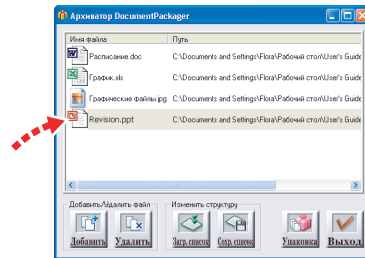 Архиватор DocumentPackager
Имя файла Путь
Расписание.doc C:\Documents and Settings\Flora\Рабочий стол\User's Guide
График.xls C:\Documents and Settings\Flora\Рабочий стол\User's Guide
Графические файлы.jpg C:\Documents and Settings\Flora\Рабочий стол\User's Guide
Revision.ppt C:\Documents and Settings\Flora\Рабочий стол\User's Guide
Добавить/Удалить файл Изменить структуру
Добавить Удалить Загр. список Сохр. список Упаковка Выход